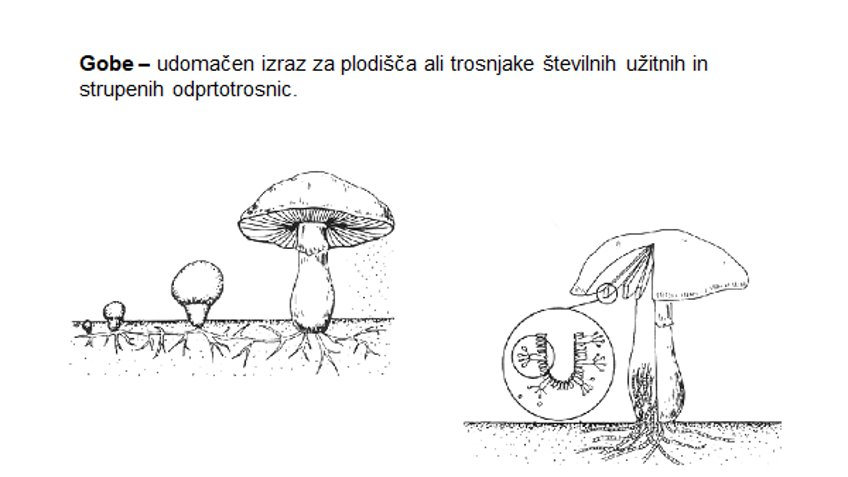 Gobe – udomačen izraz za plodišča ali trosnjake številnih užitnih in
strupenih odprtotrosnic.